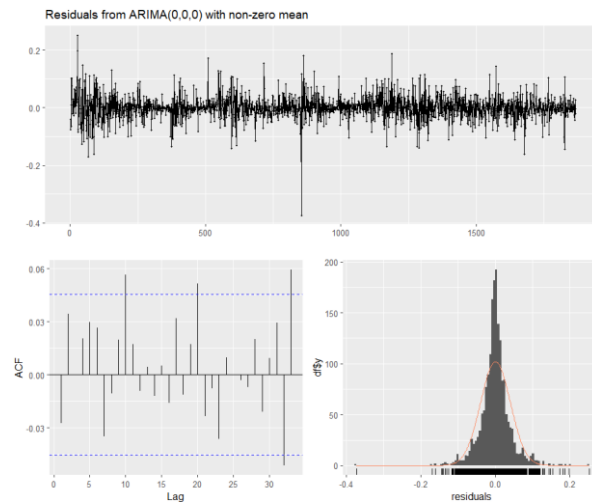 Residuals from ARIMA(0,0,0) with non-zero mean
0.2
0.0
-0.2
-0.4
0 500 1000 1500
0.06
0.03
0.00
-0.03
ACF
0 5 10 15 20 25 30
Lag
200
150
100
50
0
df$y
-0.4 -0.2 0.0 0.2
residuals